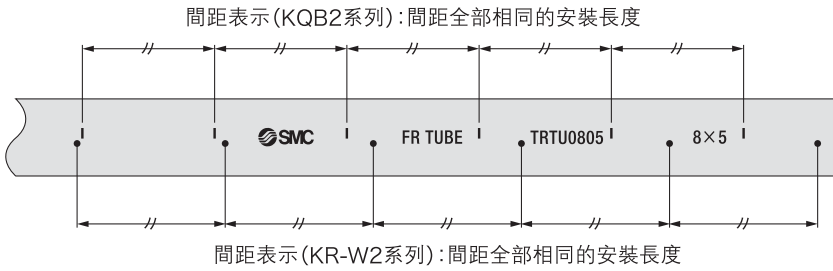 間距表示(KQB2系列):間距全部相同的安裝長度
SMC FR TUBE TRTU0805 8×5
間距表示(KR-W2系列):間距全部相同的安裝長度